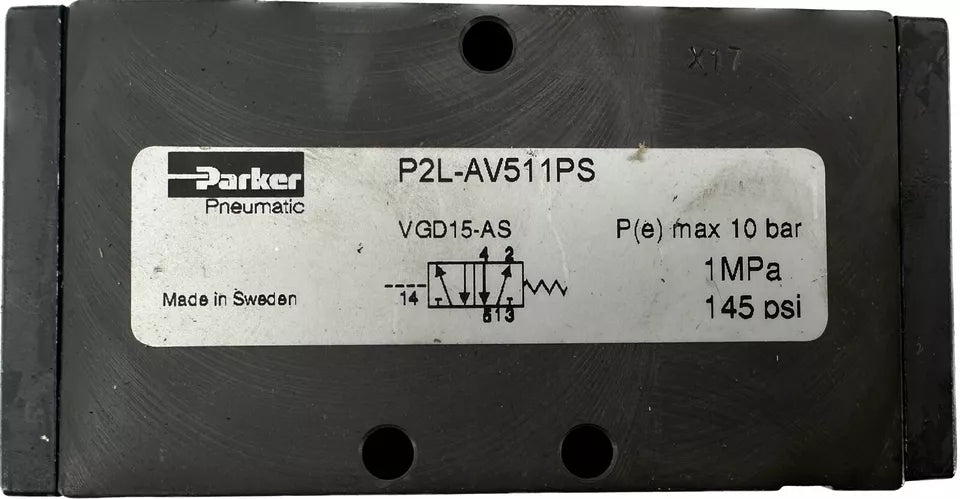 X17
Parker
Pneumatic
P2L-AV511PS
VGD15-AS
P(e) max 10 bar
1MPa
145 psi
Made in Sweden
4 2
14
513